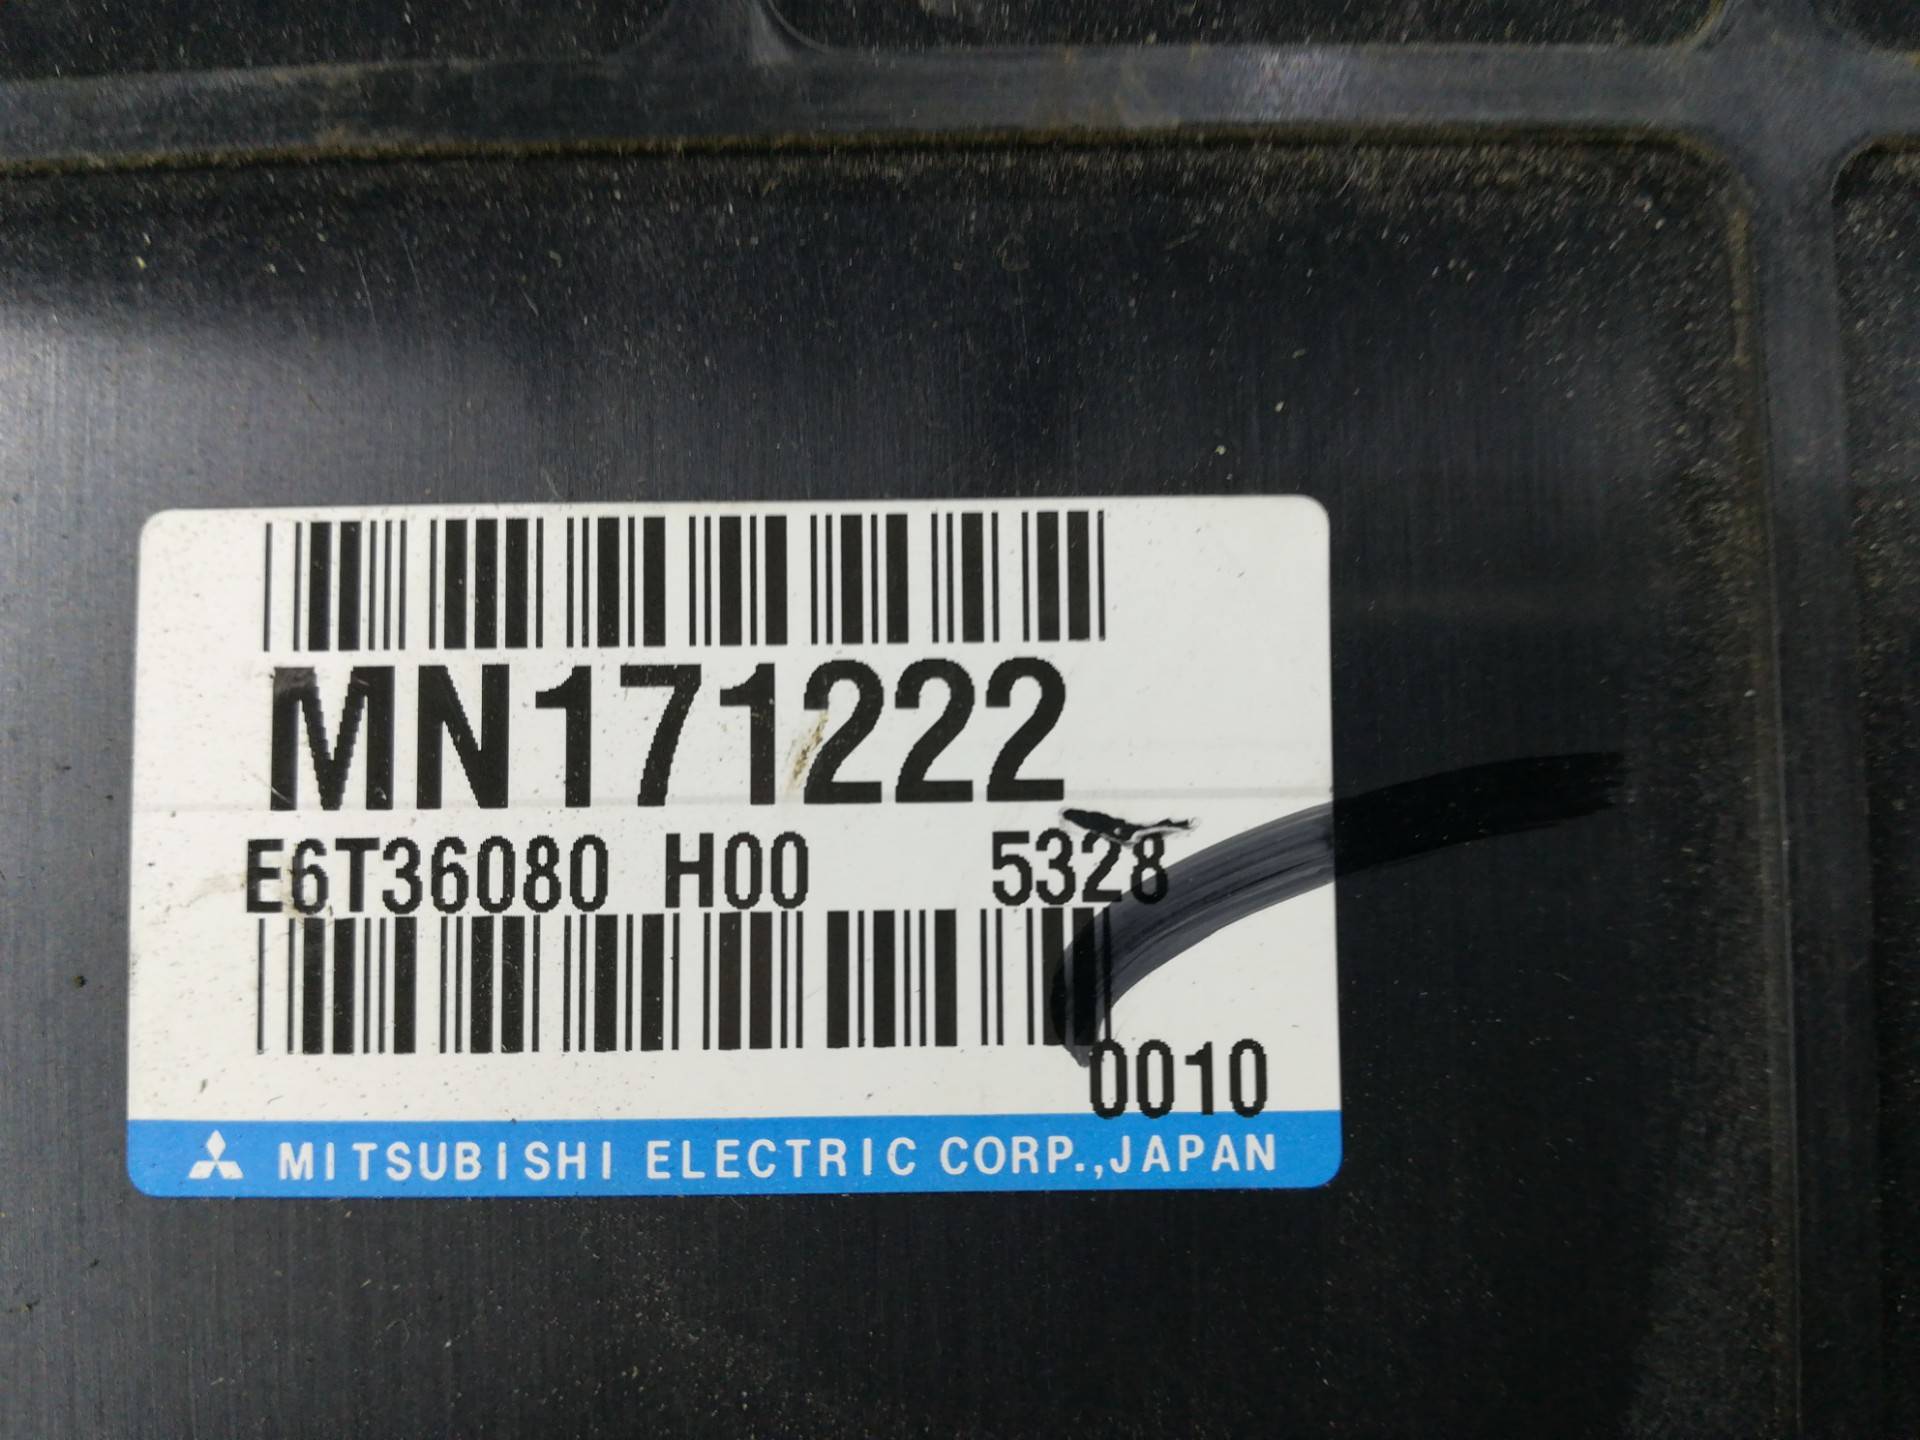 MN171222
E6T36080 H00 5328
0010
MITSUBISHI ELECTRIC CORP.,JAPAN